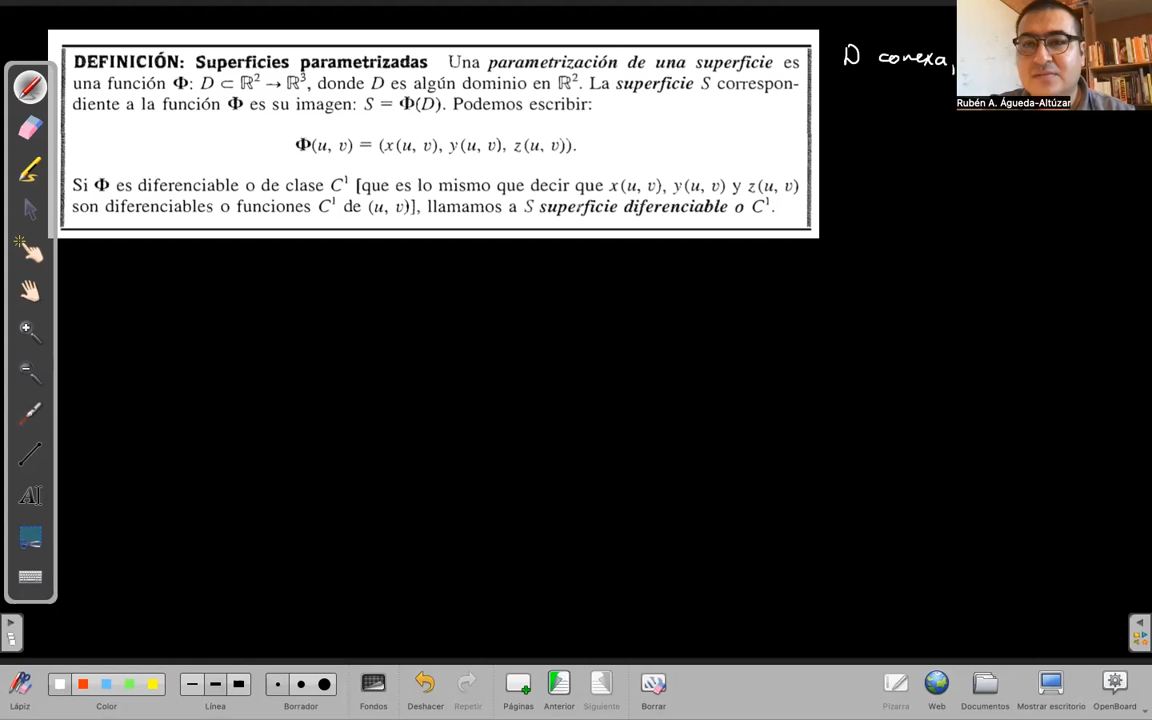 DEFINICIÓN: Superficies parametrizadas Una parametrización de una superficie es
una función Φ: D ⊂ ℝ² → ℝ³, donde D es algún dominio en ℝ². La superficie S correspon-
diente a la función Φ es su imagen: S = Φ(D). Podemos escribir:
Φ(u, v) = (x(u, v), y(u, v), z(u, v)).
Si Φ es diferenciable o de clase C¹ [que es lo mismo que decir que x(u, v), y(u, v) y z(u, v)
son diferenciables o funciones C¹ de (u, v)], llamamos a S superficie diferenciable o C¹.
D conexa,
Rubén A. Águeda-Altúzar
AI
Lápiz
Color
Línea
Borrador
Fondos
Deshacer
Repetir
Páginas
Anterior
Siguiente
Borrar
Pizarra
Web
Documentos
Mostrar escritorio
OpenBoard